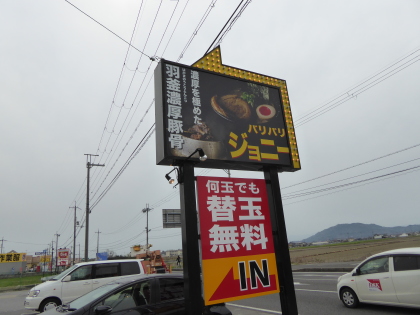 濃厚を極めた
羽釜濃厚豚骨
バリバリ
ジョニー
何玉でも
替玉
無料
IN